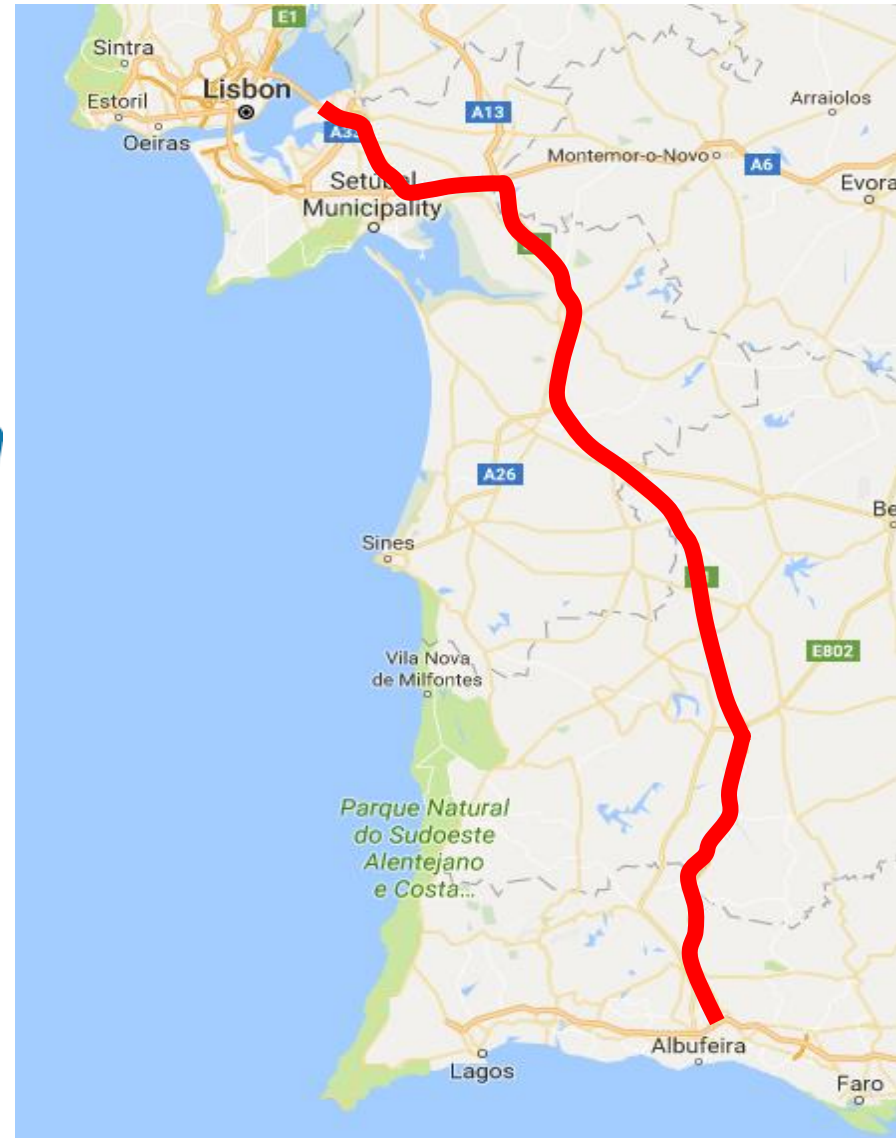 E1
Sintra
Lisbon
Estoril
Oeiras
A13
Arraiolos
Montemor-o-Novo
A6
Evora
Setúbal
Municipality
A26
Be
Sines
Vila Nova
de Milfontes
E802
Parque Natural
do Sudoeste
Alentejano
e Costa...
Albufeira
Lagos
Faro